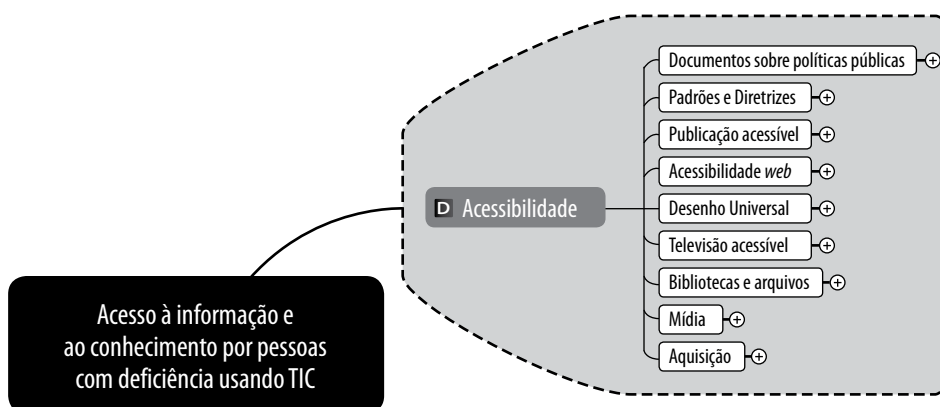 Documentos sobre políticas públicas
Padrões e Diretrizes
Publicação acessível
Acessibilidade web
D Acessibilidade
Desenho Universal
Televisão acessível
Bibliotecas e arquivos
Mídia
Aquisição
Acesso à informação e
ao conhecimento por pessoas
com deficiência usando TIC